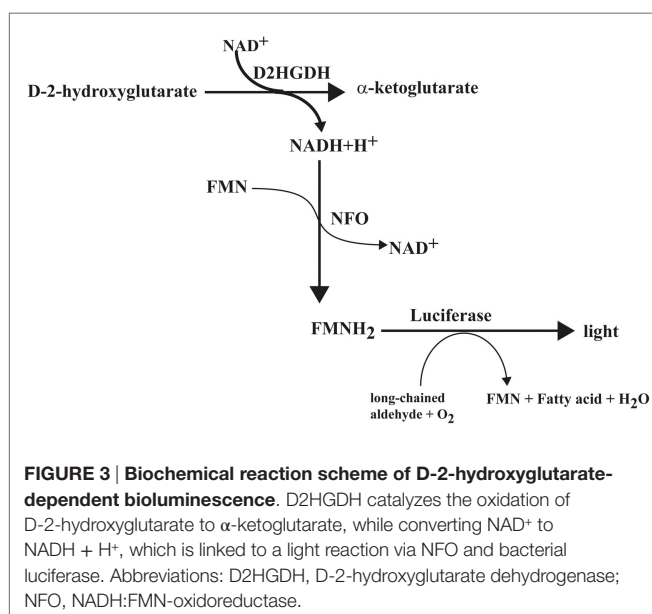 NAD⁺
D2HGDH
D-2-hydroxyglutarate α-ketoglutarate
NADH+H⁺
FMN
NFO
NAD⁺
Luciferase
FMNH₂ light
long-chained
aldehyde + O₂
FMN + Fatty acid + H₂O
FIGURE 3 | Biochemical reaction scheme of D-2-hydroxyglutarate-
dependent bioluminescence. D2HGDH catalyzes the oxidation of
D-2-hydroxyglutarate to α-ketoglutarate, while converting NAD⁺ to
NADH + H⁺, which is linked to a light reaction via NFO and bacterial
luciferase. Abbreviations: D2HGDH, D-2-hydroxyglutarate dehydrogenase;
NFO, NADH:FMN-oxidoreductase.